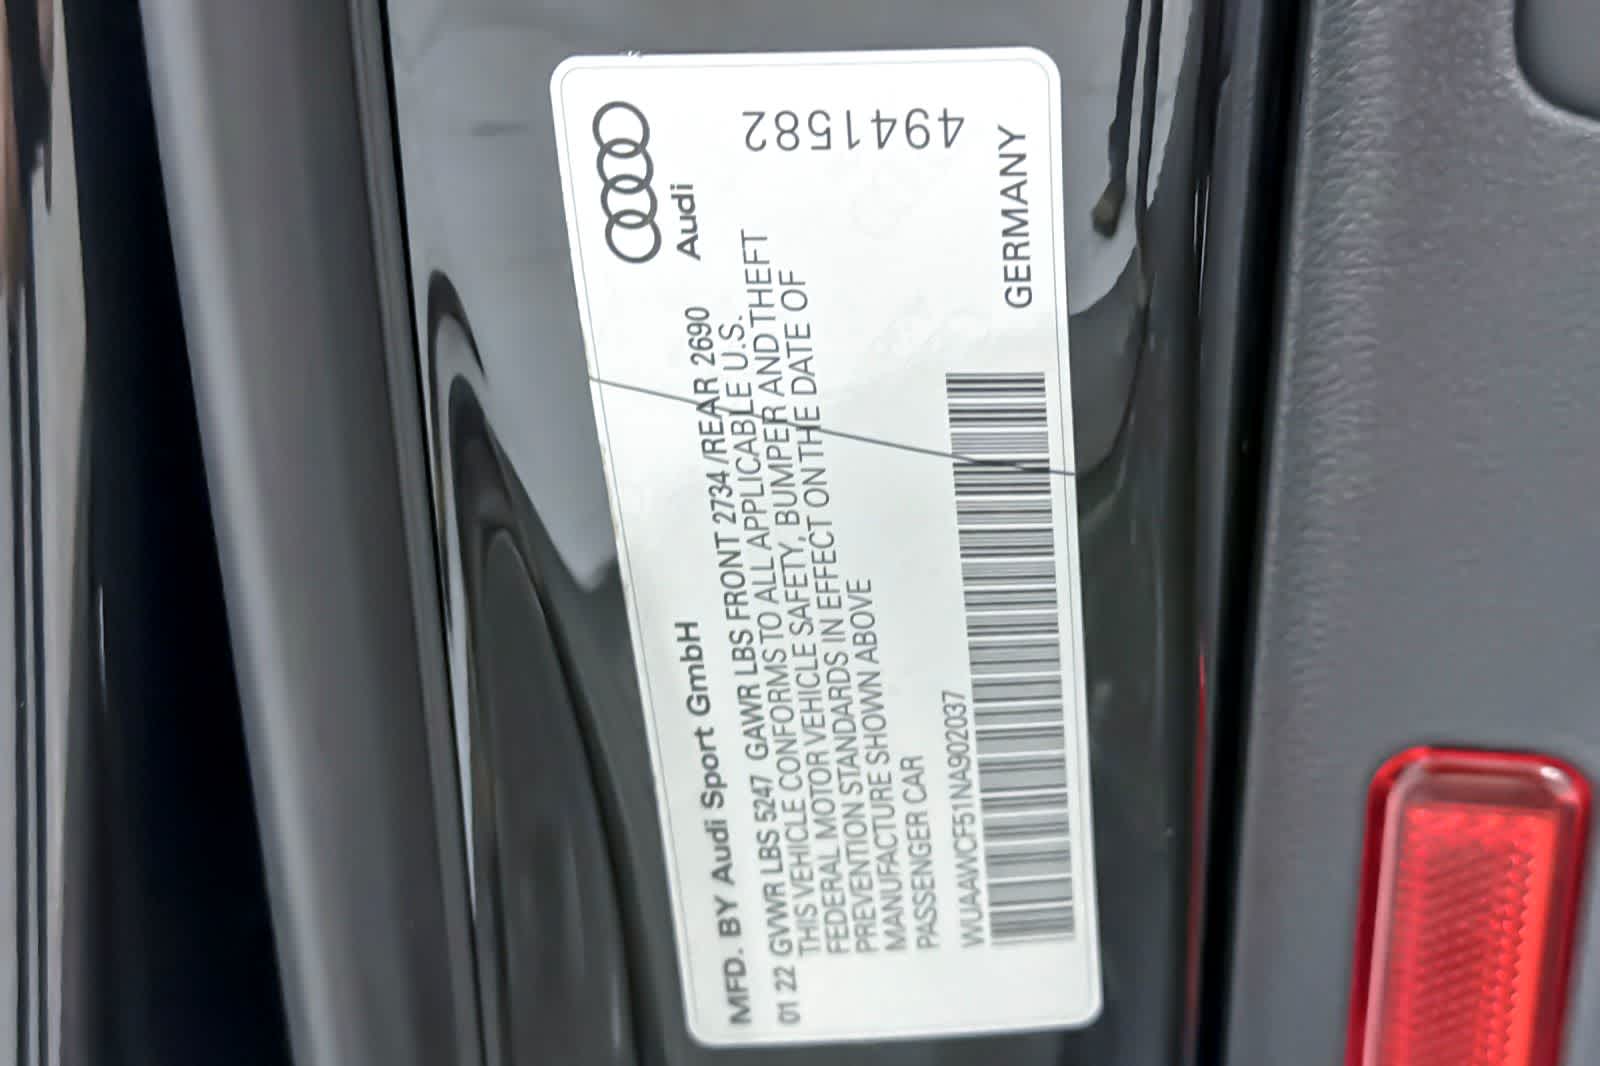 Audi
4941582
MFD. BY Audi Sport GmbH
01 22 GVWR LBS 5247 GAWR LBS FRONT 2734 /REAR 2690
THIS VEHICLE CONFORMS TO ALL APPLICABLE U.S.
FEDERAL MOTOR VEHICLE SAFETY, BUMPER AND THEFT
PREVENTION STANDARDS IN EFFECT ON THE DATE OF
MANUFACTURE SHOWN ABOVE
PASSENGER CAR
WUAAWCF51NA902037
GERMANY